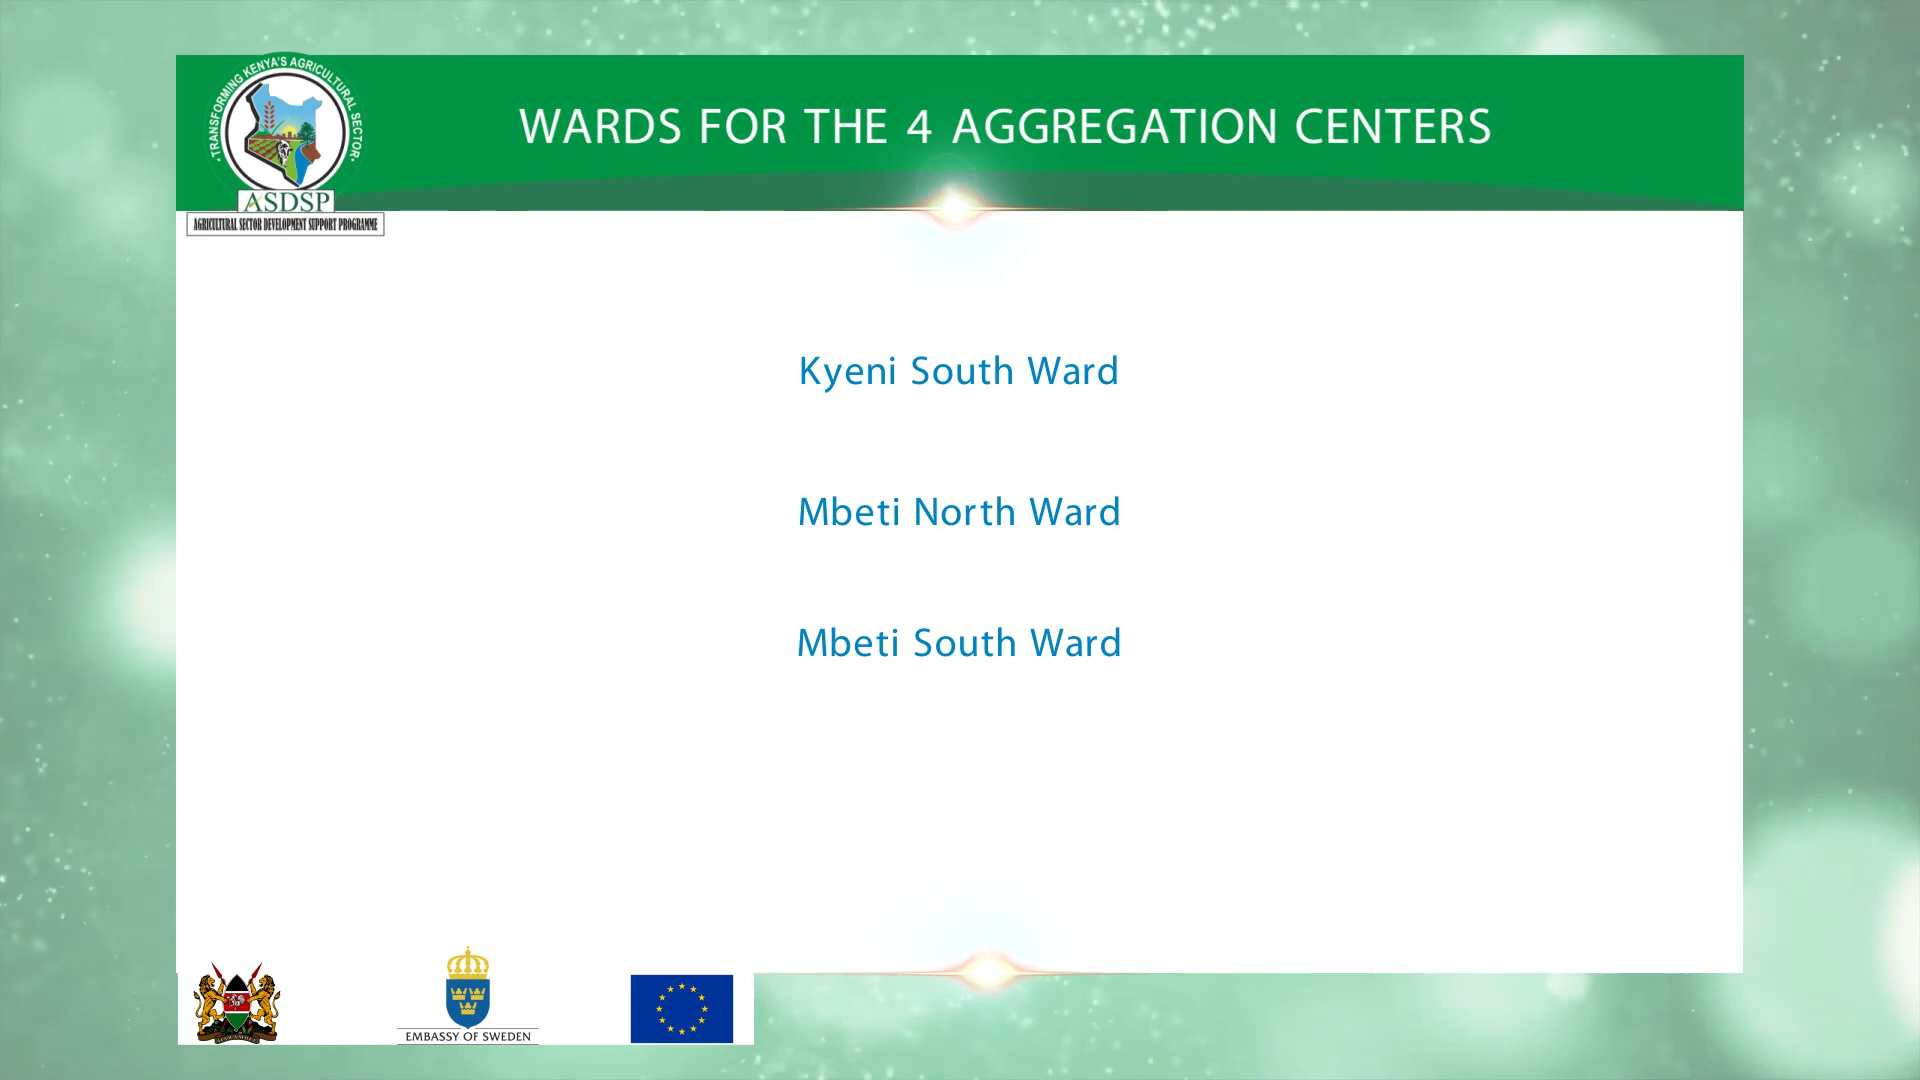 ·TRANSFORMING KENYA'S AGRICULTURAL SECTOR·
WARDS FOR THE 4 AGGREGATION CENTERS
ASDSP
AGRICULTURAL SECTOR DEVELOPMENT SUPPORT PROGRAMME
Kyeni South Ward
Mbeti North Ward
Mbeti South Ward
EMBASSY OF SWEDEN